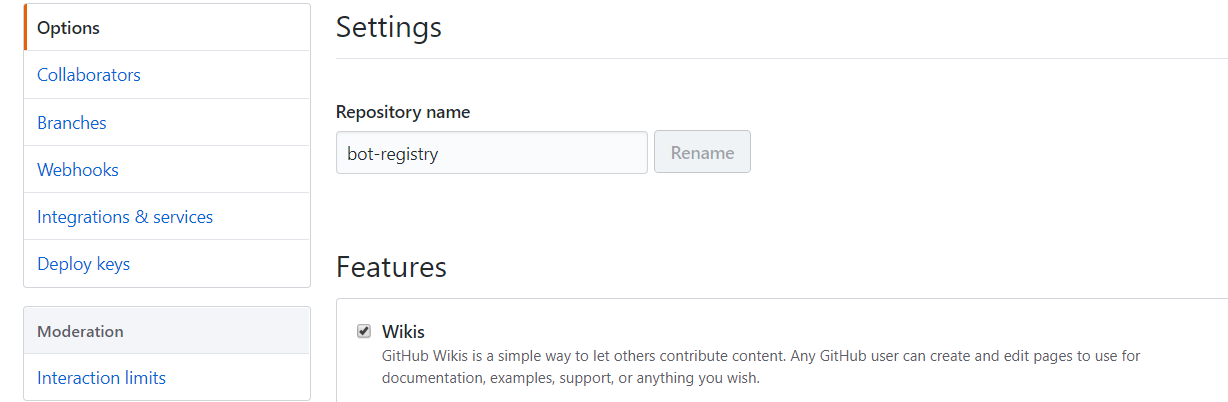 Options
Collaborators
Branches
Webhooks
Integrations & services
Deploy keys
Moderation
Interaction limits
Settings
Repository name
bot-registry
Rename
Features
Wikis
GitHub Wikis is a simple way to let others contribute content. Any GitHub user can create and edit pages to use for
documentation, examples, support, or anything you wish.